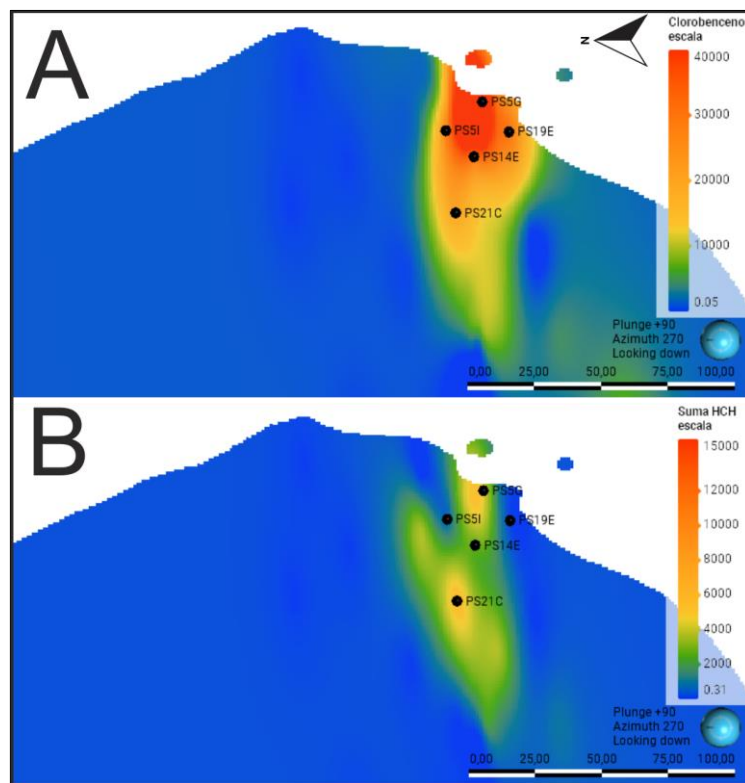 A
N
Clorobenceno
escala
40000
30000
20000
10000
0.05
PS5G
PS5I
PS19E
PS14E
PS21C
Plunge +90
Azimuth 270
Looking down
0,00 25,00 50,00 75,00 100,00
B
Suma HCH
escala
15000
12000
8000
6000
4000
2000
0.31
PS5G
PS5I
PS19E
PS14E
PS21C
Plunge +90
Azimuth 270
Looking down
0,00 25,00 50,00 75,00 100,00